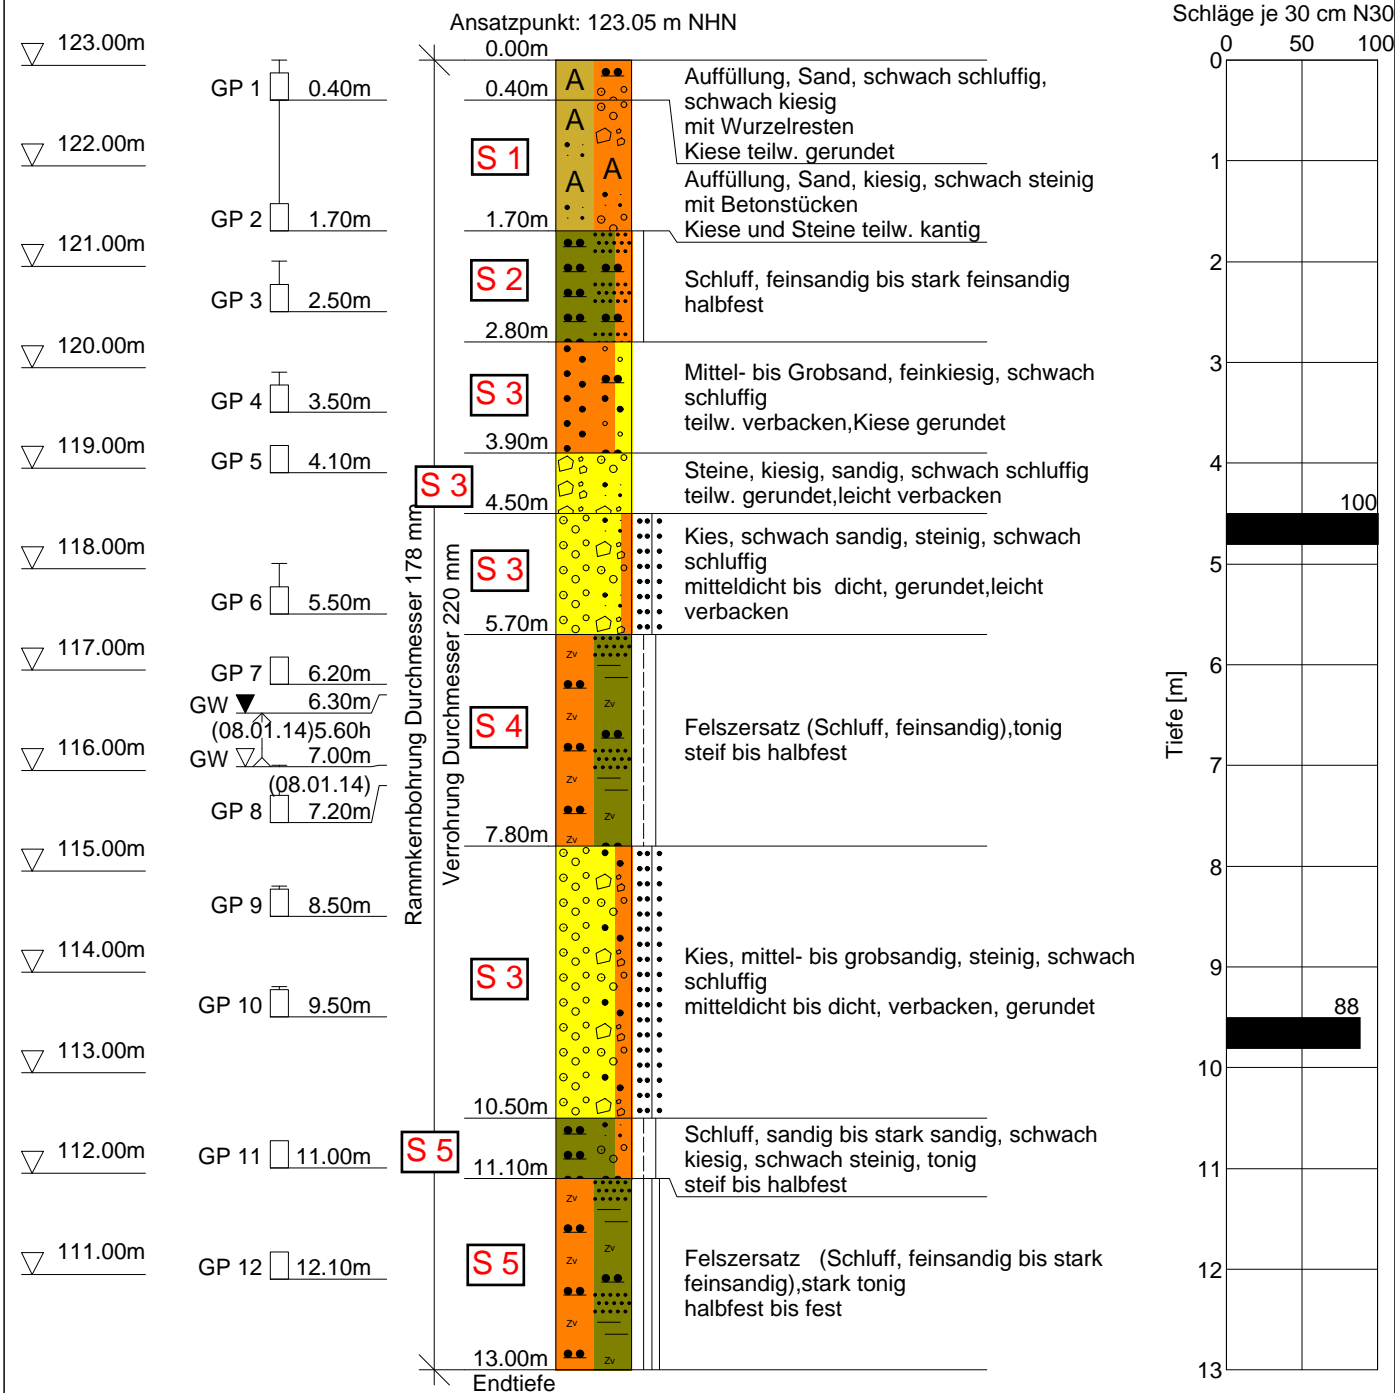 Ansatzpunkt: 123.05 m NHN
Schläge je 30 cm N30
0 50 100
123.00m
122.00m
121.00m
120.00m
119.00m
118.00m
117.00m
116.00m
115.00m
114.00m
113.00m
112.00m
111.00m
GP 1 0.40m
GP 2 1.70m
GP 3 2.50m
GP 4 3.50m
GP 5 4.10m
GP 6 5.50m
GP 7 6.20m
GW 6.30m
(08.01.14)5.60h
GW 7.00m
(08.01.14)
GP 8 7.20m
GP 9 8.50m
GP 10 9.50m
GP 11 11.00m
GP 12 12.10m
Rammkernbohrung Durchmesser 178 mm
Verrohrung Durchmesser 220 mm
0.00m
0.40m
1.70m
2.80m
3.90m
4.50m
5.70m
7.80m
10.50m
11.10m
13.00m
Endtiefe
S 1
S 2
S 3
S 3
S 3
S 4
S 3
S 5
S 5
A
A
A
A
Zv
Zv
Zv
Zv
Zv
Zv
Zv
Zv
Zv
Zv
Zv
Auffüllung, Sand, schwach schluffig,
schwach kiesig
mit Wurzelresten
Kiese teilw. gerundet
Auffüllung, Sand, kiesig, schwach steinig
mit Betonstücken
Kiese und Steine teilw. kantig
Schluff, feinsandig bis stark feinsandig
halbfest
Mittel- bis Grobsand, feinkiesig, schwach
schluffig
teilw. verbacken,Kiese gerundet
Steine, kiesig, sandig, schwach schluffig
teilw. gerundet,leicht verbacken
Kies, schwach sandig, steinig, schwach
schluffig
mitteldicht bis dicht, gerundet,leicht
verbacken
Felszersatz (Schluff, feinsandig),tonig
steif bis halbfest
Kies, mittel- bis grobsandig, steinig, schwach
schluffig
mitteldicht bis dicht, verbacken, gerundet
Schluff, sandig bis stark sandig, schwach
kiesig, schwach steinig, tonig
steif bis halbfest
Felszersatz (Schluff, feinsandig bis stark
feinsandig),stark tonig
halbfest bis fest
Tiefe [m]
0
1
2
3
4
5
6
7
8
9
10
11
12
13
100
88